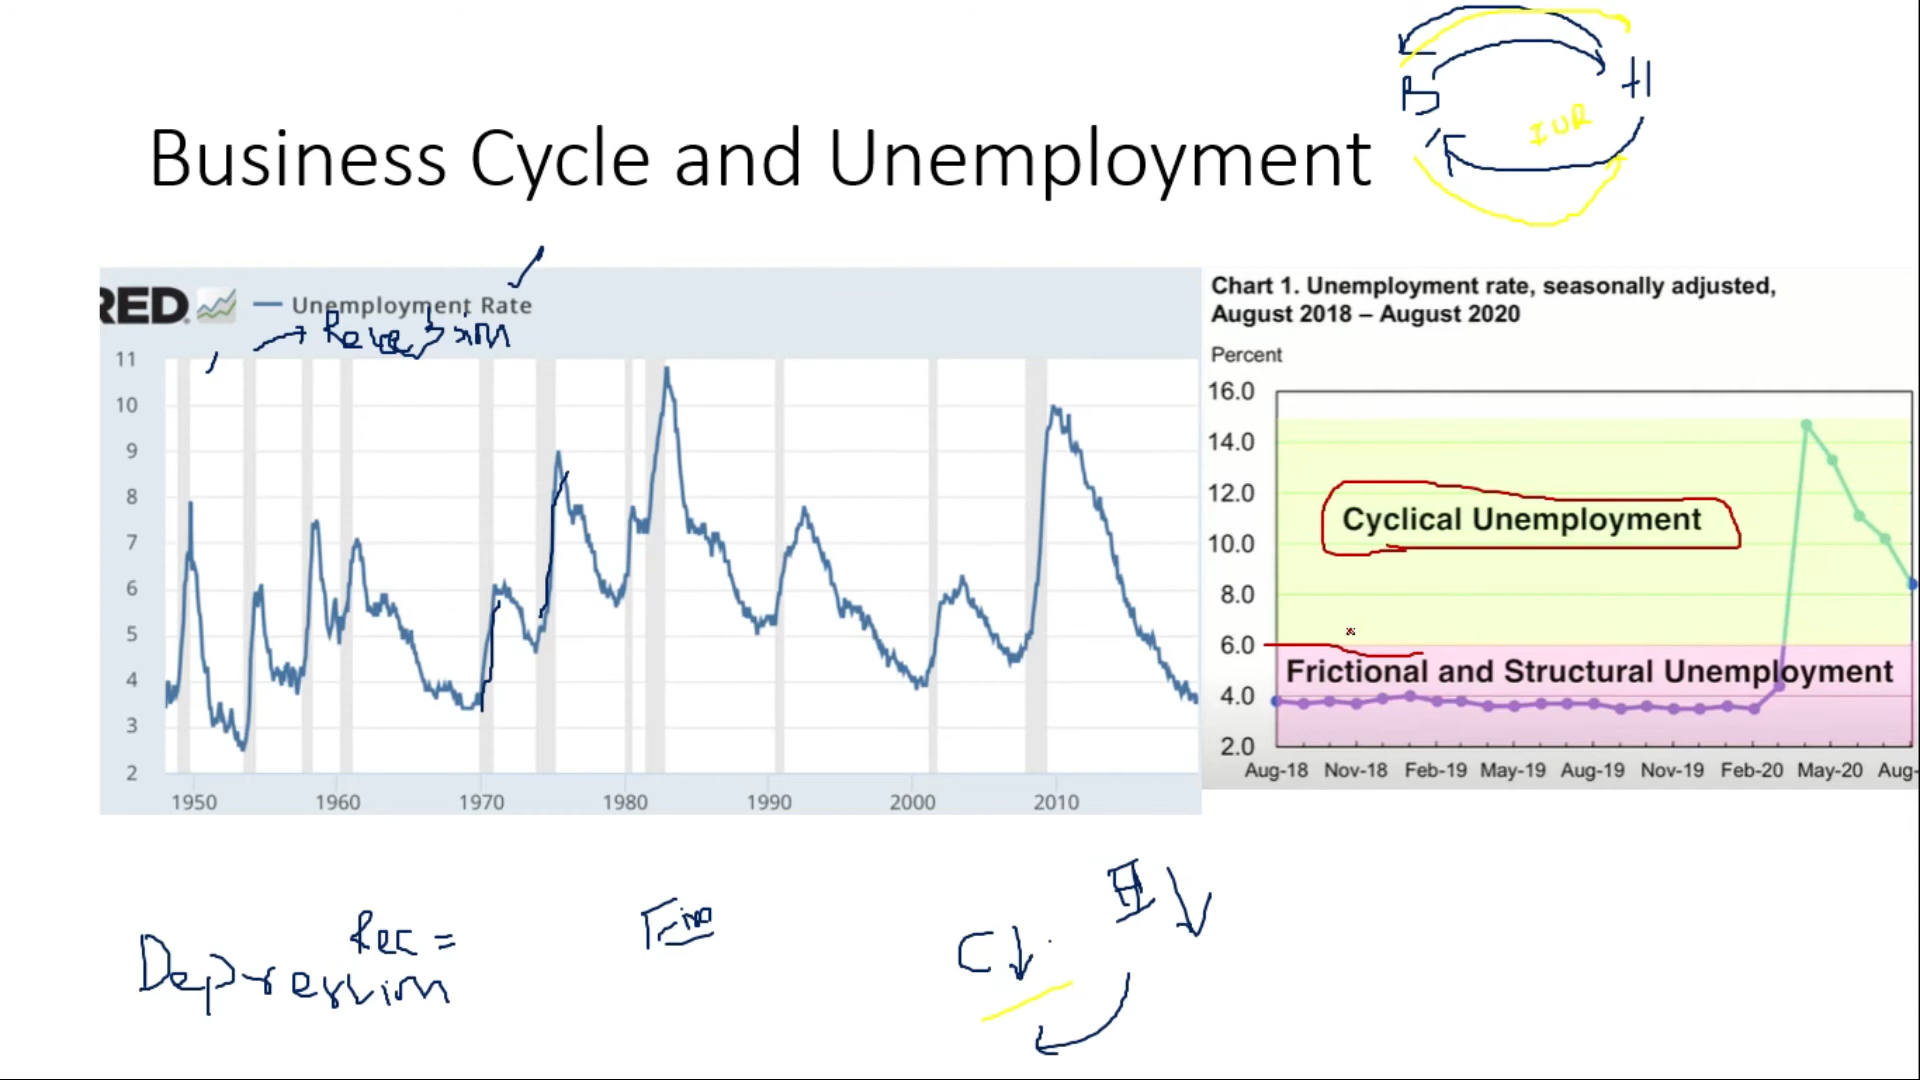 B
H
IUR
Business Cycle and Unemployment
RED
Unemployment Rate
Recession
11
10
9
8
7
6
5
4
3
2
1950 1960 1970 1980 1990 2000 2010
Chart 1. Unemployment rate, seasonally adjusted,
August 2018 – August 2020
Percent
16.0
14.0
12.0
Cyclical Unemployment
10.0
8.0
6.0
Frictional and Structural Unemployment
4.0
2.0
Aug-18 Nov-18 Feb-19 May-19 Aug-19 Nov-19 Feb-20 May-20 Aug-
Rec =
Depression
C↓